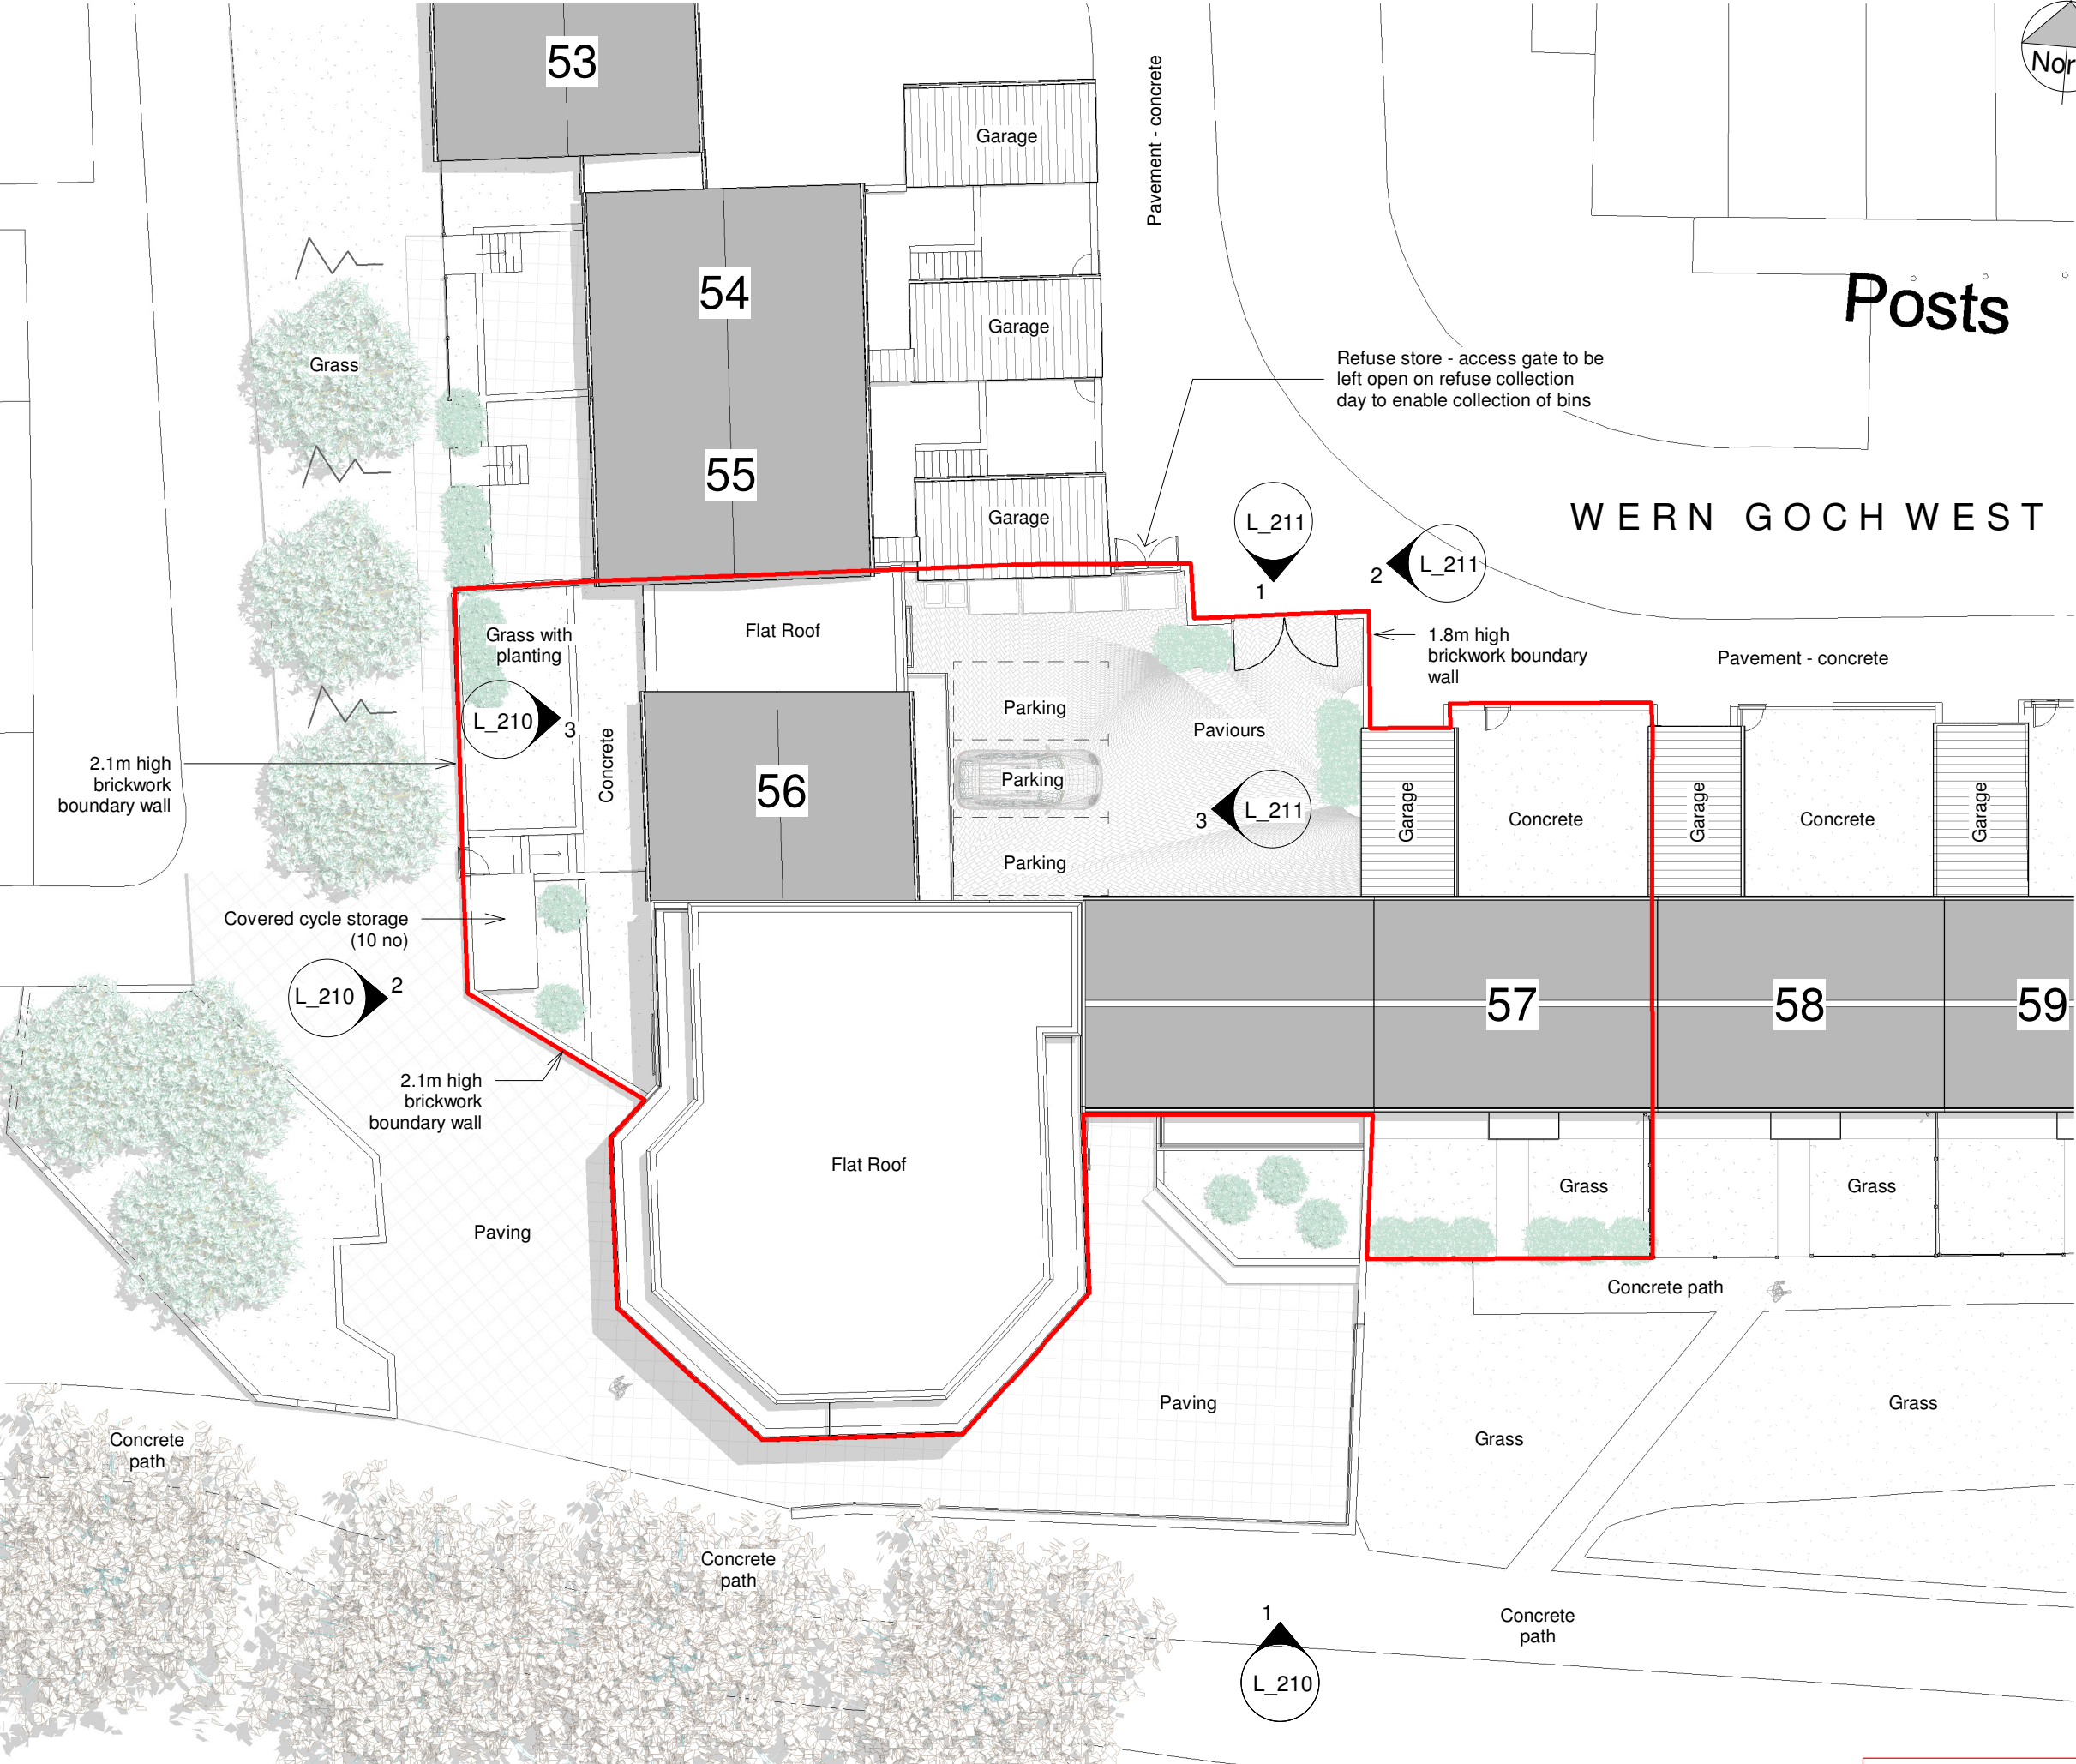 53
Nor
Garage
Pavement - concrete
54
Garage
Posts
Grass
Refuse store - access gate to be
left open on refuse collection
day to enable collection of bins
55
Garage
L_211
1
WERN GOCH WEST
L_211
2
Grass with
planting
Flat Roof
1.8m high
brickwork boundary
wall
Pavement - concrete
L_210
3
Concrete
Parking
Paviours
2.1m high
brickwork
boundary wall
56
Parking
L_211
3
Garage
Concrete
Garage
Concrete
Garage
Parking
Covered cycle storage
(10 no)
L_210
2
57
58
59
2.1m high
brickwork
boundary wall
Flat Roof
Grass
Grass
Paving
Concrete path
Paving
Grass
Grass
Concrete
path
Concrete
path
Concrete
path
1
L_210